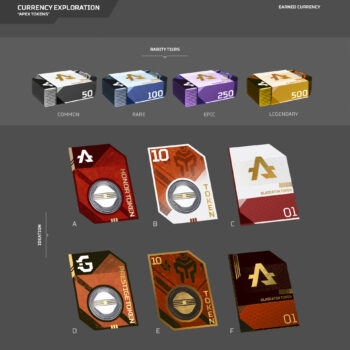 CURRENCY EXPLORATION
"APEX TOKENS"
EARNED CURRENCY
RARITY TIERS
50
100
250
500
COMMON
RARE
EPIC
LEGENDARY
HONOR TOKEN
10
TOKEN
GLADIATOR TOKEN
01
A
B
C
PRESTIGE TOKEN
10
TOKEN
GLADIATOR TOKEN
01
D
E
F